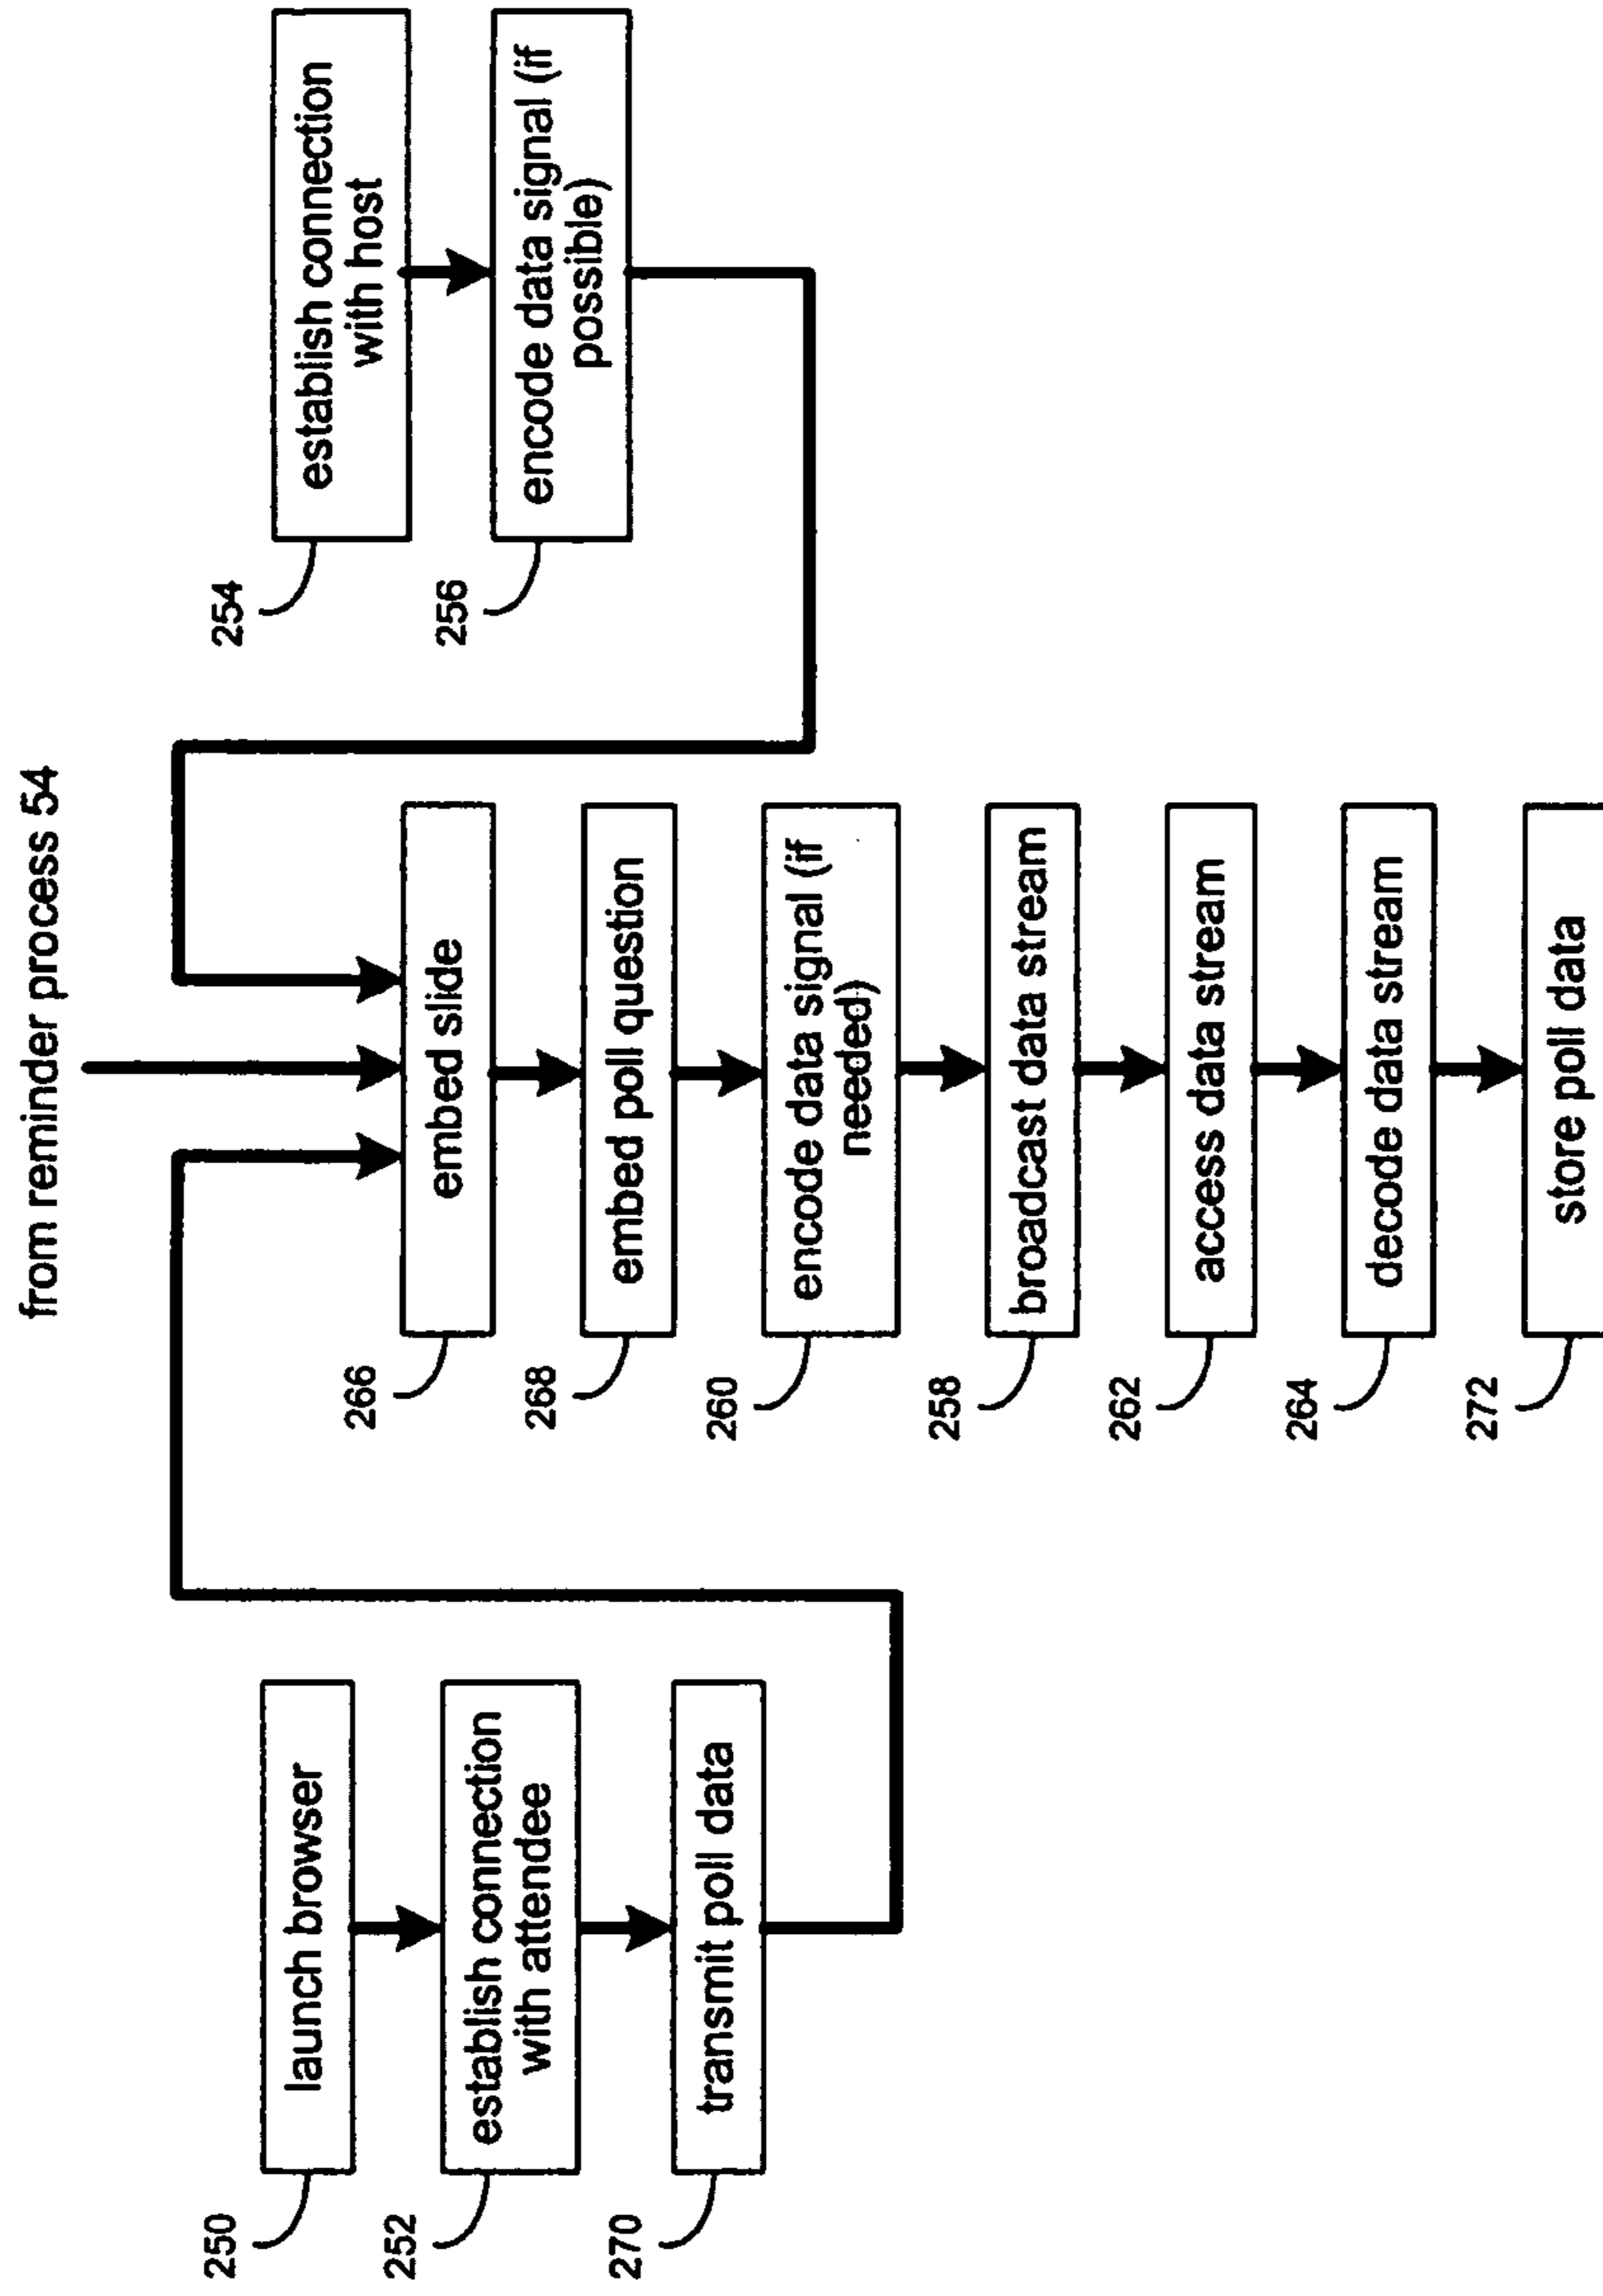 from reminder process 54
250
launch browser
252
establish connection
with attendee
270
transmit poll data
266
embed slide
268
embed poll question
260
encode data signal (if
needed)
258
broadcast data stream
262
access data stream
264
decode data stream
272
store poll data
254
establish connection
with host
256
encode data signal (if
possible)